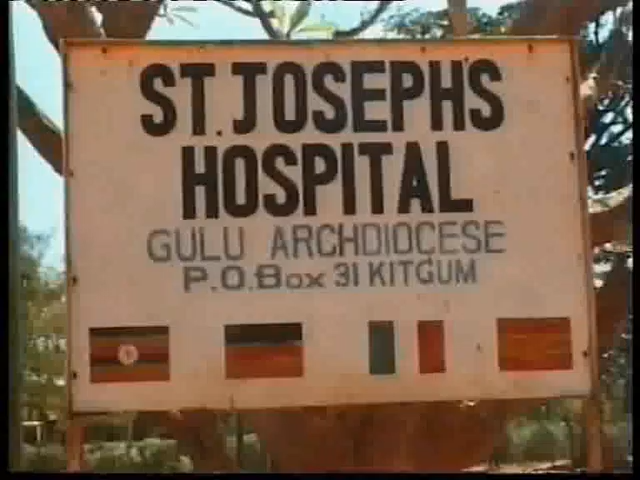 ST. JOSEPHS
HOSPITAL
GULU ARCHDIOCESE
P.O.Box 31 KITGUM